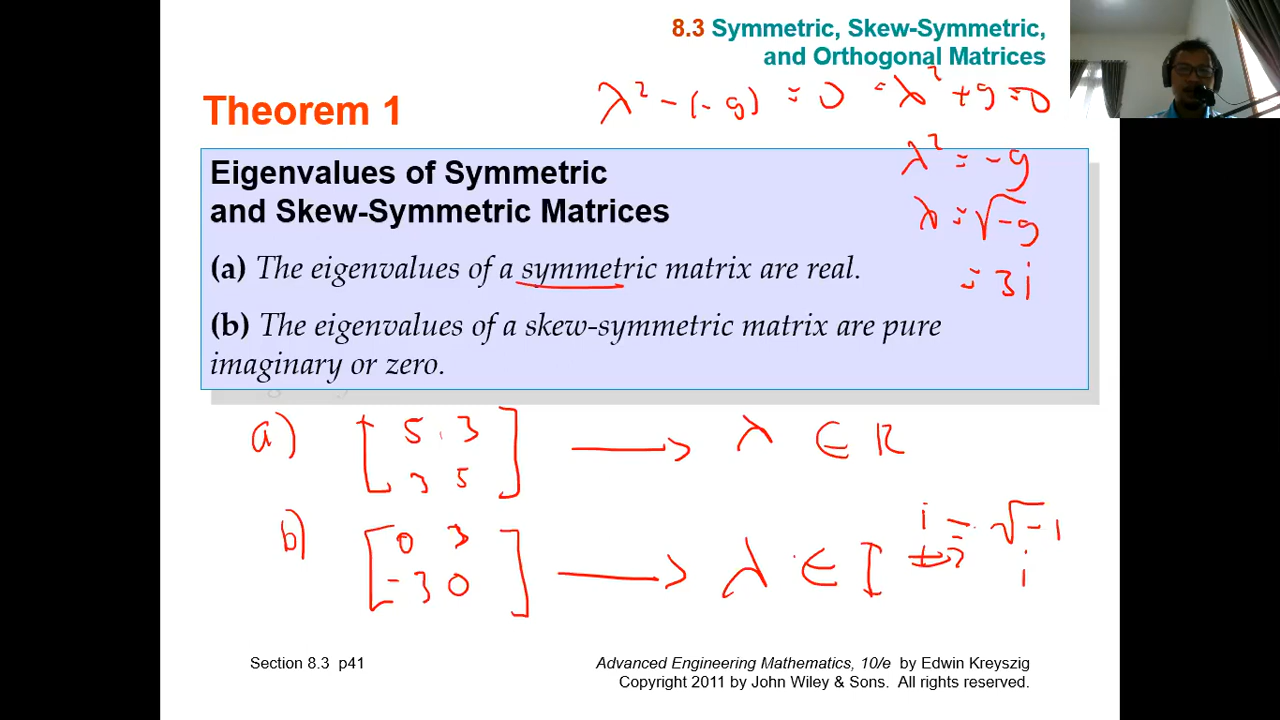 8.3 Symmetric, Skew-Symmetric,
and Orthogonal Matrices
λ² - (-9) = 0 = λ² + 9 = 0
Theorem 1
λ² = -9
λ = √-9
= 3i
Eigenvalues of Symmetric
and Skew-Symmetric Matrices
(a) The eigenvalues of a symmetric matrix are real.
(b) The eigenvalues of a skew-symmetric matrix are pure
imaginary or zero.
a) [5 3
3 5] → λ ∈ R
b) [0 3
-3 0] → λ ∈ I
i = √-1
i
Section 8.3 p41
Advanced Engineering Mathematics, 10/e by Edwin Kreyszig
Copyright 2011 by John Wiley & Sons. All rights reserved.